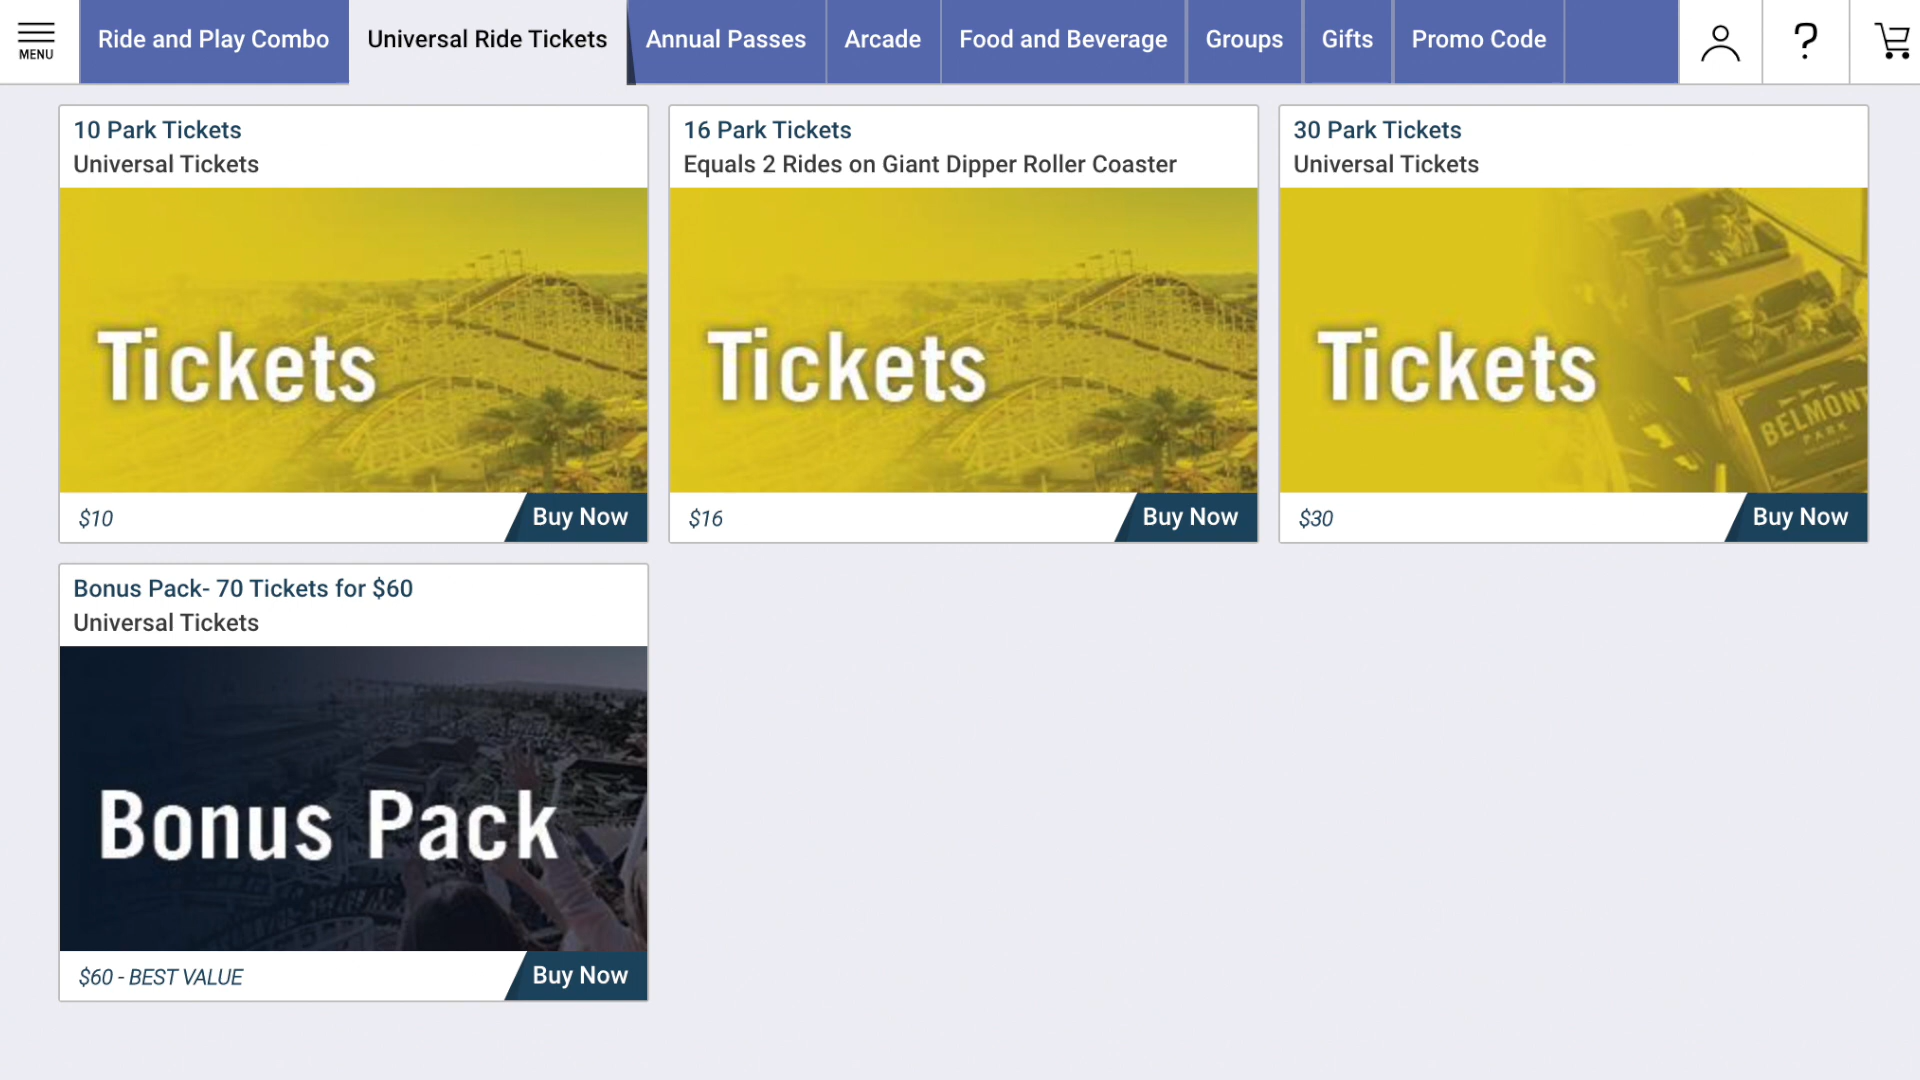 MENU
Ride and Play Combo
Universal Ride Tickets
Annual Passes
Arcade
Food and Beverage
Groups
Gifts
Promo Code
?
10 Park Tickets
Universal Tickets
Tickets
$10
Buy Now
16 Park Tickets
Equals 2 Rides on Giant Dipper Roller Coaster
Tickets
$16
Buy Now
30 Park Tickets
Universal Tickets
Tickets
BELMONT
PARK
$30
Buy Now
Bonus Pack- 70 Tickets for $60
Universal Tickets
Bonus Pack
$60 - BEST VALUE
Buy Now